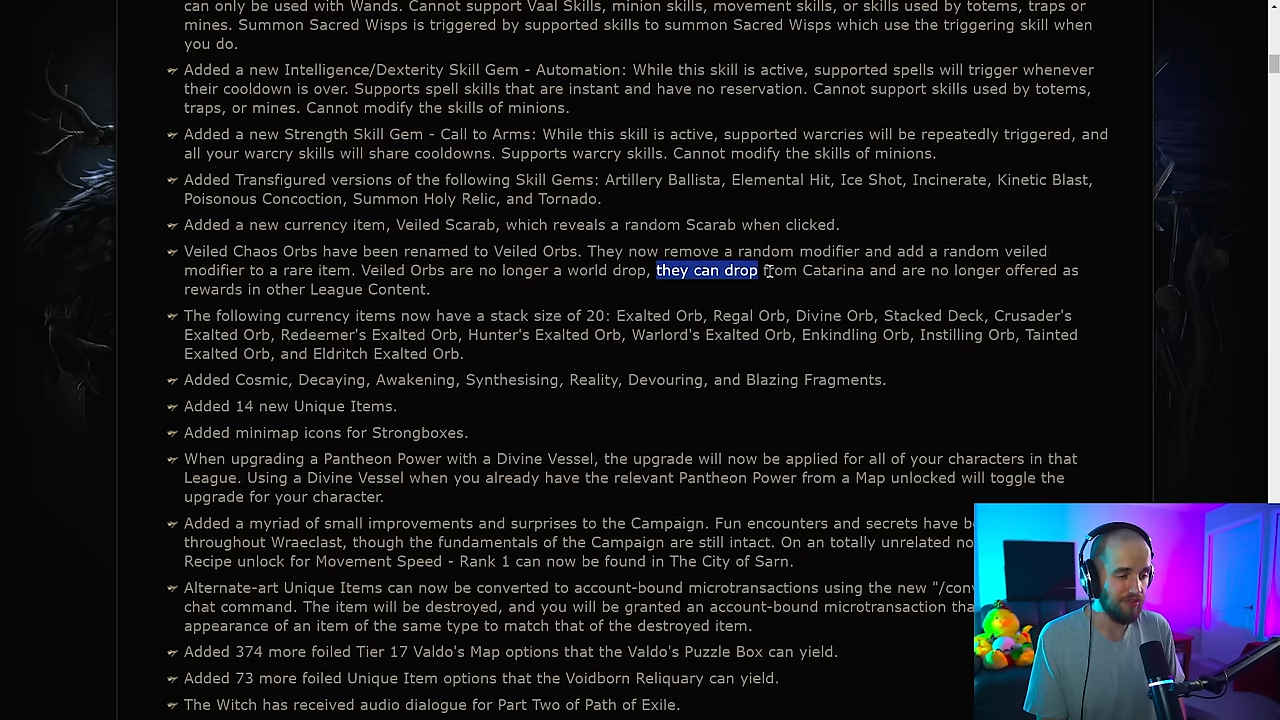 can only be used with Wands. Cannot support Vaal Skills, minion skills, movement skills, or skills used by totems, traps or
mines. Summon Sacred Wisps is triggered by supported skills to summon Sacred Wisps which use the triggering skill when
you do.
Added a new Intelligence/Dexterity Skill Gem - Automation: While this skill is active, supported spells will trigger whenever
their cooldown is over. Supports spell skills that are instant and have no reservation. Cannot support skills used by totems,
traps, or mines. Cannot modify the skills of minions.
Added a new Strength Skill Gem - Call to Arms: While this skill is active, supported warcries will be repeatedly triggered, and
all your warcry skills will share cooldowns. Supports warcry skills. Cannot modify the skills of minions.
Added Transfigured versions of the following Skill Gems: Artillery Ballista, Elemental Hit, Ice Shot, Incinerate, Kinetic Blast,
Poisonous Concoction, Summon Holy Relic, and Tornado.
Added a new currency item, Veiled Scarab, which reveals a random Scarab when clicked.
Veiled Chaos Orbs have been renamed to Veiled Orbs. They now remove a random modifier and add a random veiled
modifier to a rare item. Veiled Orbs are no longer a world drop, they can drop from Catarina and are no longer offered as
rewards in other League Content.
The following currency items now have a stack size of 20: Exalted Orb, Regal Orb, Divine Orb, Stacked Deck, Crusader's
Exalted Orb, Redeemer's Exalted Orb, Hunter's Exalted Orb, Warlord's Exalted Orb, Enkindling Orb, Instilling Orb, Tainted
Exalted Orb, and Eldritch Exalted Orb.
Added Cosmic, Decaying, Awakening, Synthesising, Reality, Devouring, and Blazing Fragments.
Added 14 new Unique Items.
Added minimap icons for Strongboxes.
When upgrading a Pantheon Power with a Divine Vessel, the upgrade will now be applied for all of your characters in that
League. Using a Divine Vessel when you already have the relevant Pantheon Power from a Map unlocked will toggle the
upgrade for your character.
Added a myriad of small improvements and surprises to the Campaign. Fun encounters and secrets have
throughout Wraeclast, though the fundamentals of the Campaign are still intact. On an totally unrelated
Recipe unlock for Movement Speed - Rank 1 can now be found in The City of Sarn.
Alternate-art Unique Items can now be converted to account-bound microtransactions using the new
chat command. The item will be destroyed, and you will be granted an account-bound microtransaction
appearance of an item of the same type to match that of the destroyed item.
Added 374 more foiled Tier 17 Valdo's Map options that the Valdo's Puzzle Box can yield.
Added 73 more foiled Unique Item options that the Voidborn Reliquary can yield.
The Witch has received audio dialogue for Part Two of Path of Exile.